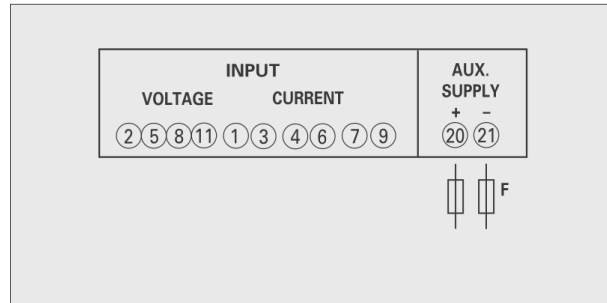 INPUT
VOLTAGE CURRENT
2 5 8 11 1 3 4 6 7 9
AUX.
SUPPLY
+ –
20 21
F